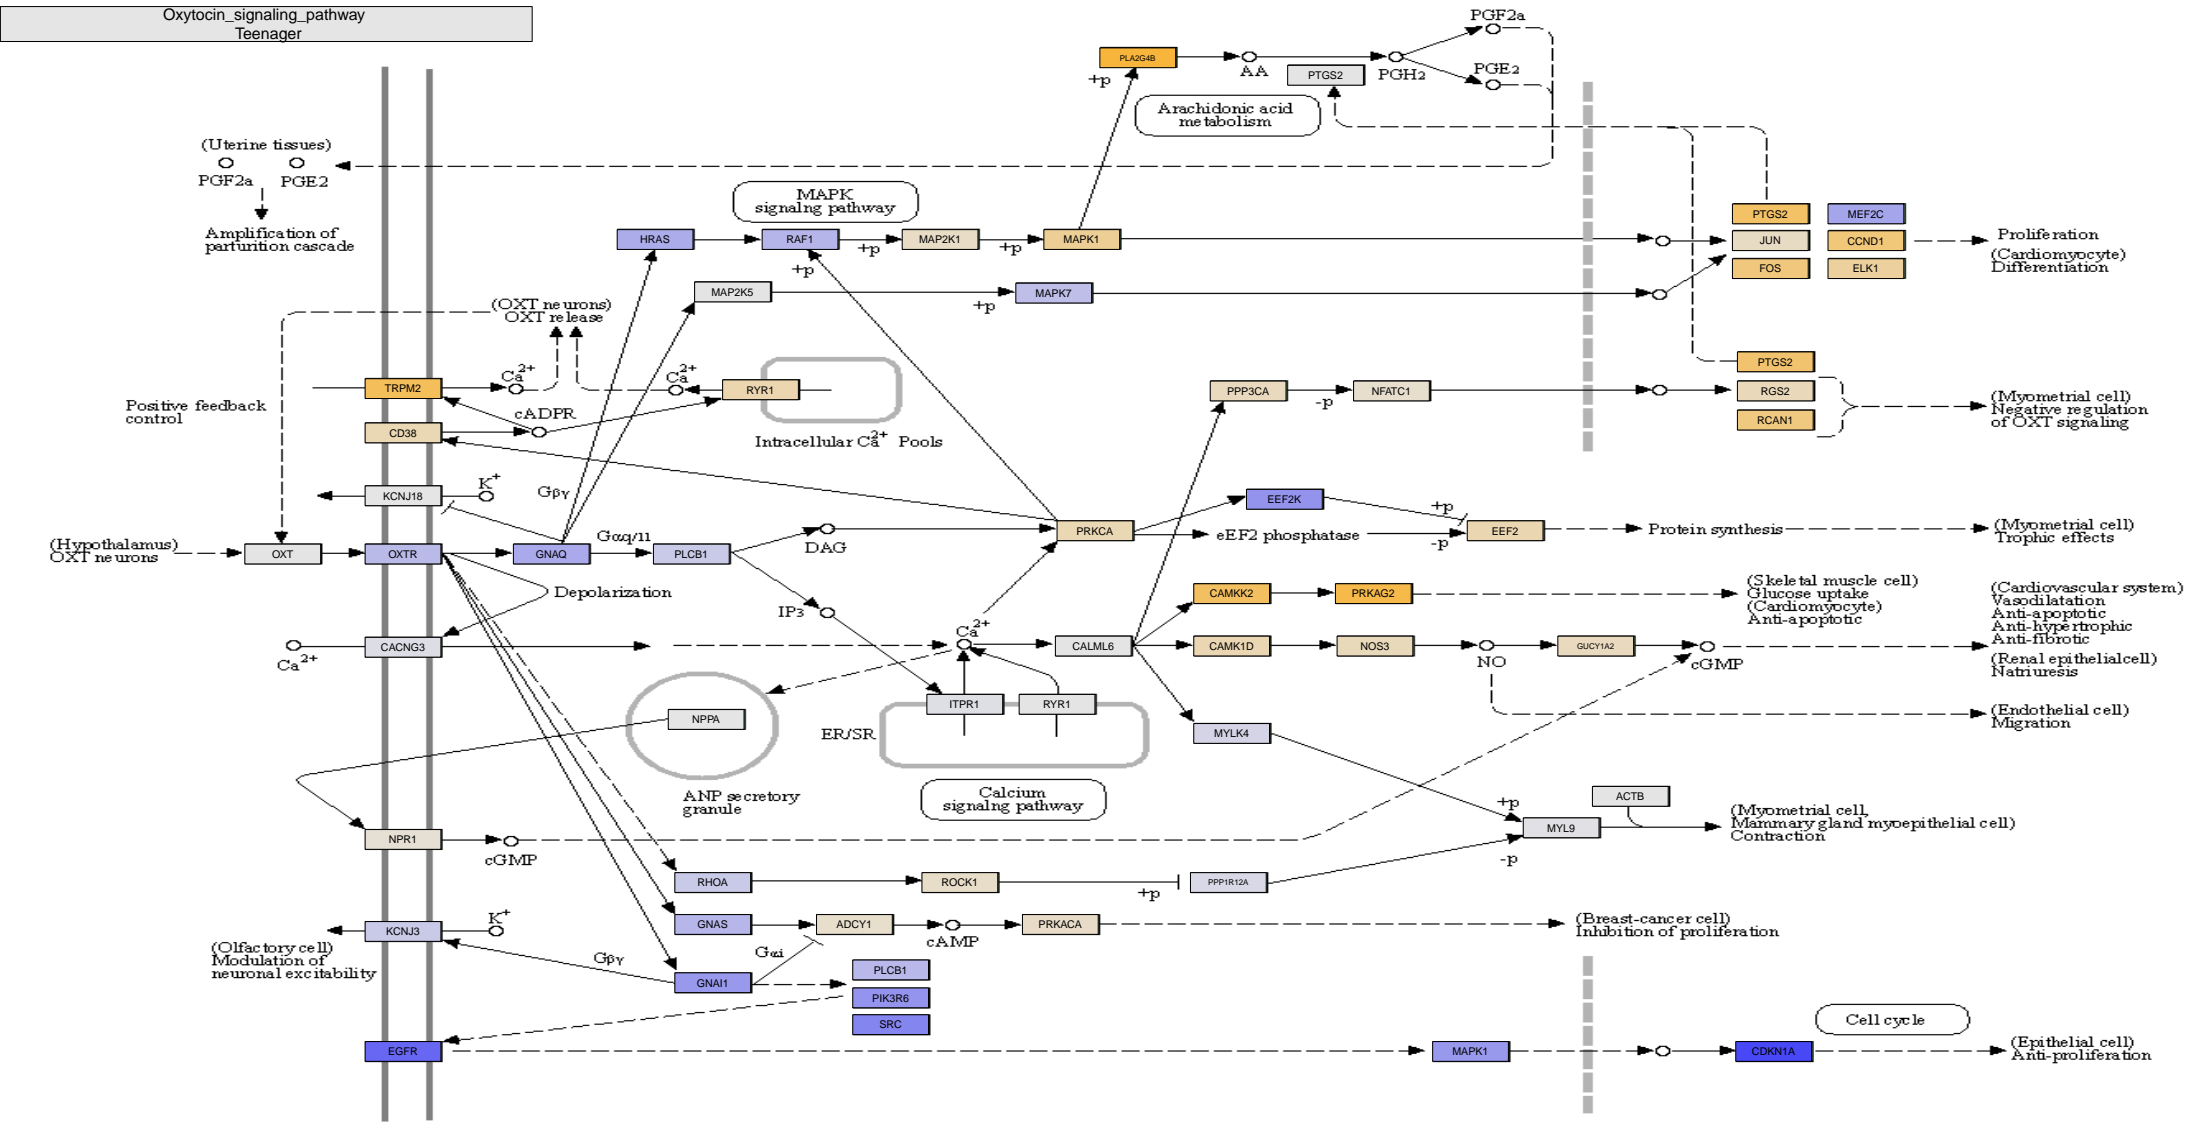 Oxytocin_signaling_pathway
Teenager
PGF2a
PLA2G4B
+p
AA
PTGS2
PGH2
PGE2
Arachidonic acid
metabolism
(Uterine tissues)
PGF2a
PGE2
Amplification of
parturition cascade
MAPK
signalng pathway
HRAS
RAF1
+p
MAP2K1
+p
MAPK1
+p
PTGS2
MEF2C
JUN
CCND1
FOS
ELK1
Proliferation
(Cardiomyocyte)
Differentiation
MAP2K5
+p
MAPK7
(OXT neurons)
OXT release
TRPM2
Ca2+
Ca2+
RYR1
cADPR
CD38
Positive feedback
control
Intracellular Ca2+ Pools
PPP3CA
-p
NFATC1
PTGS2
RGS2
RCAN1
(Myometrial cell)
Negative regulation
of OXT signaling
KCNJ18
K+
Gβγ
(Hypothalamus)
OXT neurons
OXT
OXTR
GNAQ
Gαq/11
PLCB1
DAG
IP3
PRKCA
EEF2K
+p
eEF2 phosphatase
-p
EEF2
Protein synthesis
(Myometrial cell)
Trophic effects
Depolarization
CACNG3
Ca2+
Ca2+
CALML6
CAMKK2
PRKAG2
(Skeletal muscle cell)
Glucose uptake
(Cardiomyocyte)
Anti-apoptotic
CAMK1D
NOS3
NO
GUCY1A2
cGMP
(Cardiovascular system)
Vasodilatation
Anti-apoptotic
Anti-hypertrophic
Anti-fibrotic
(Renal epithelialcell)
Natriuresis
(Endothelial cell)
Migration
NPPA
ANP secretory
granule
ITPR1
RYR1
ER/SR
Calcium
signalng pathway
MYLK4
+p
ACTB
MYL9
-p
(Myometrial cell,
Mammary gland myoepithelial cell)
Contraction
NPR1
cGMP
RHOA
ROCK1
+p
PPP1R12A
GNAS
ADCY1
cAMP
PRKACA
(Breast-cancer cell)
Inhibition of proliferation
KCNJ3
K+
(Olfactory cell)
Modulation of
neuronal excitability
Gβγ
Gαi
GNAI1
PLCB1
PIK3R6
SRC
EGFR
MAPK1
CDKN1A
Cell cycle
(Epithelial cell)
Anti-proliferation